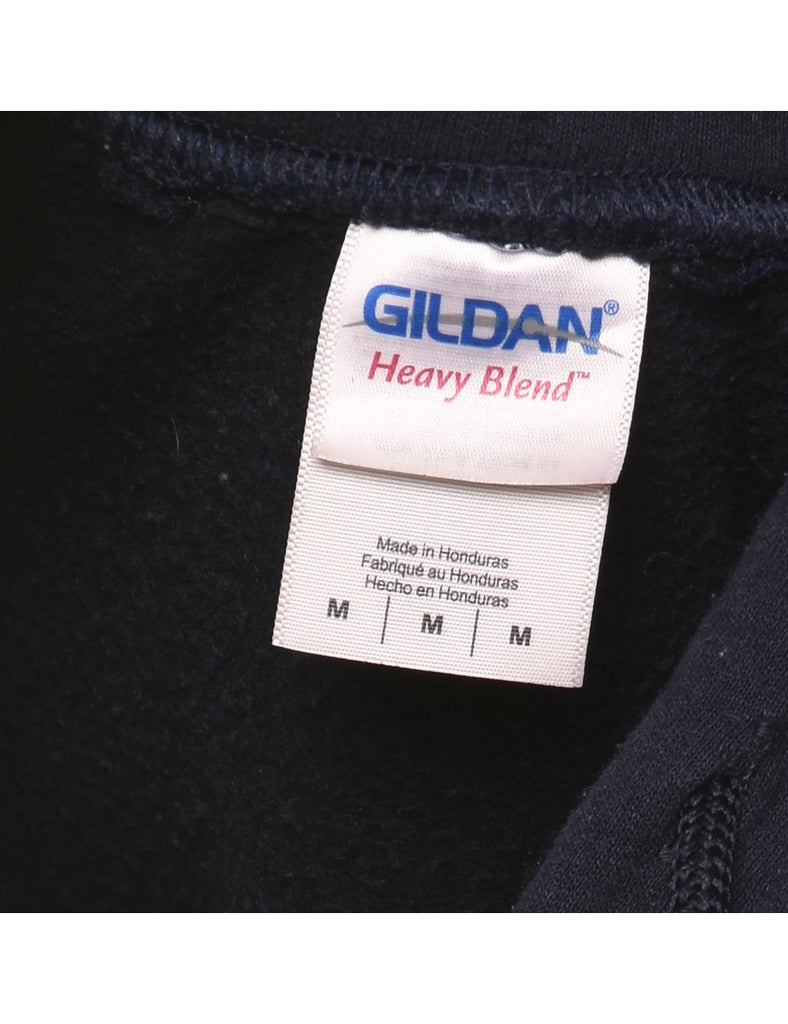 GILDAN®
Heavy Blend™
Made in Honduras
Fabriqué au Honduras
Hecho en Honduras
M | M | M